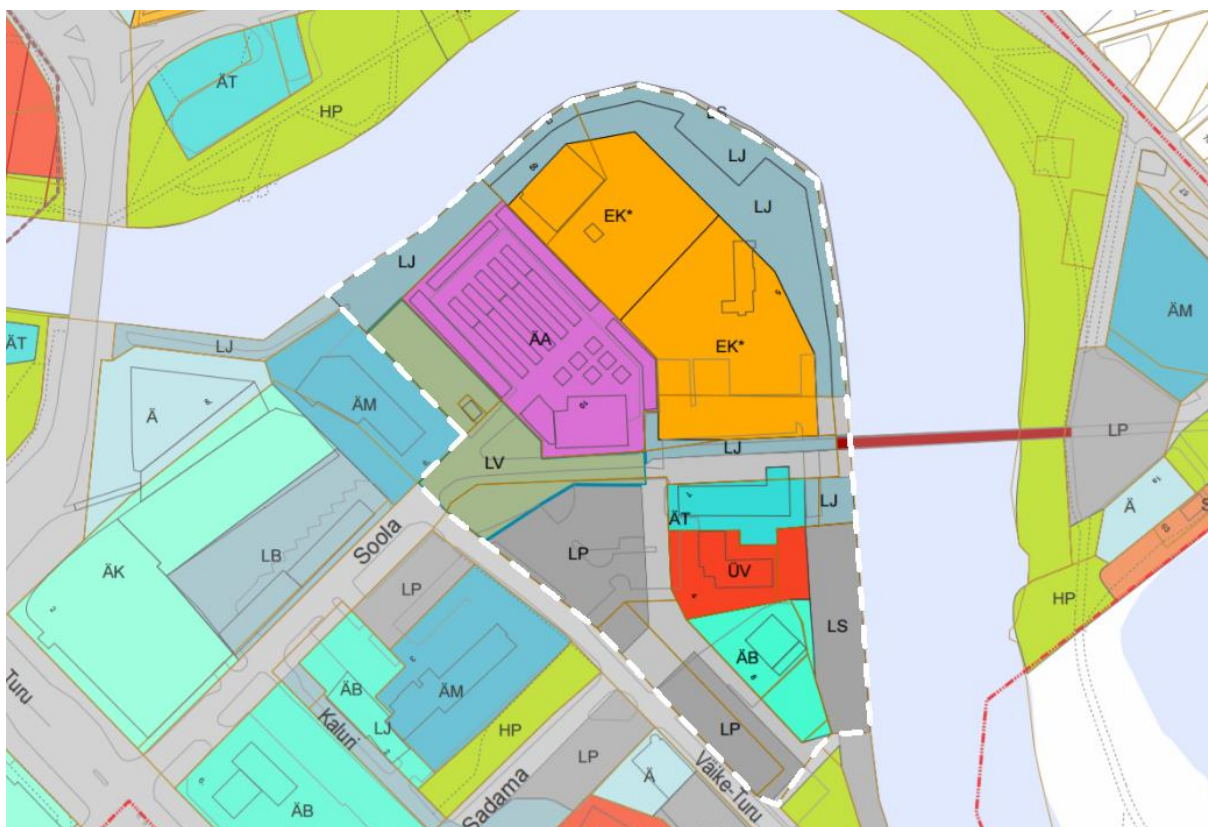 ÄT
HP
LS
LJ
EK*
LJ
LJ
ÄM
ÄT
LJ
ÄA
EK*
Ä
ÄM
LP
LV
LJ
LJ
Ä
ÄT
LP
ÜV
Soola
LB
ÄK
LP
HP
LS
ÄB
ÄB
ÄM
Turu
LJ
HP
LP
LP
Kaluri
Ä
Väike-Turu
Sadama
ÄB